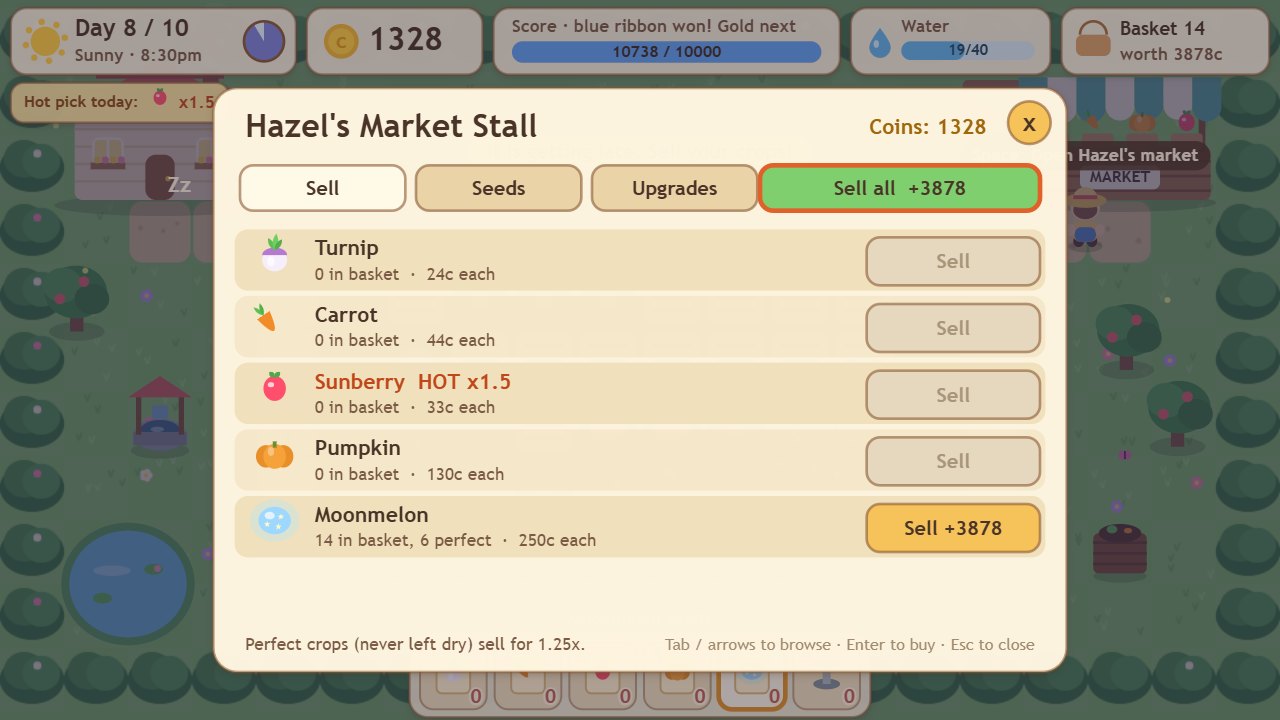 Day 8 / 10
Sunny · 8:30pm
C
1328
Score · blue ribbon won! Gold next
10738 / 10000
Water
19/40
Basket 14
worth 3878c
Hot pick today: x1.5
Hazel's Market Stall
Coins: 1328
X
Sell
Seeds
Upgrades
Sell all +3878
Turnip
0 in basket · 24c each
Sell
Carrot
0 in basket · 44c each
Sell
Sunberry HOT x1.5
0 in basket · 33c each
Sell
Pumpkin
0 in basket · 130c each
Sell
Moonmelon
14 in basket, 6 perfect · 250c each
Sell +3878
Perfect crops (never left dry) sell for 1.25x.
Tab / arrows to browse · Enter to buy · Esc to close
Zz
Hazel's market
MARKET
0
0
0
0
0
0